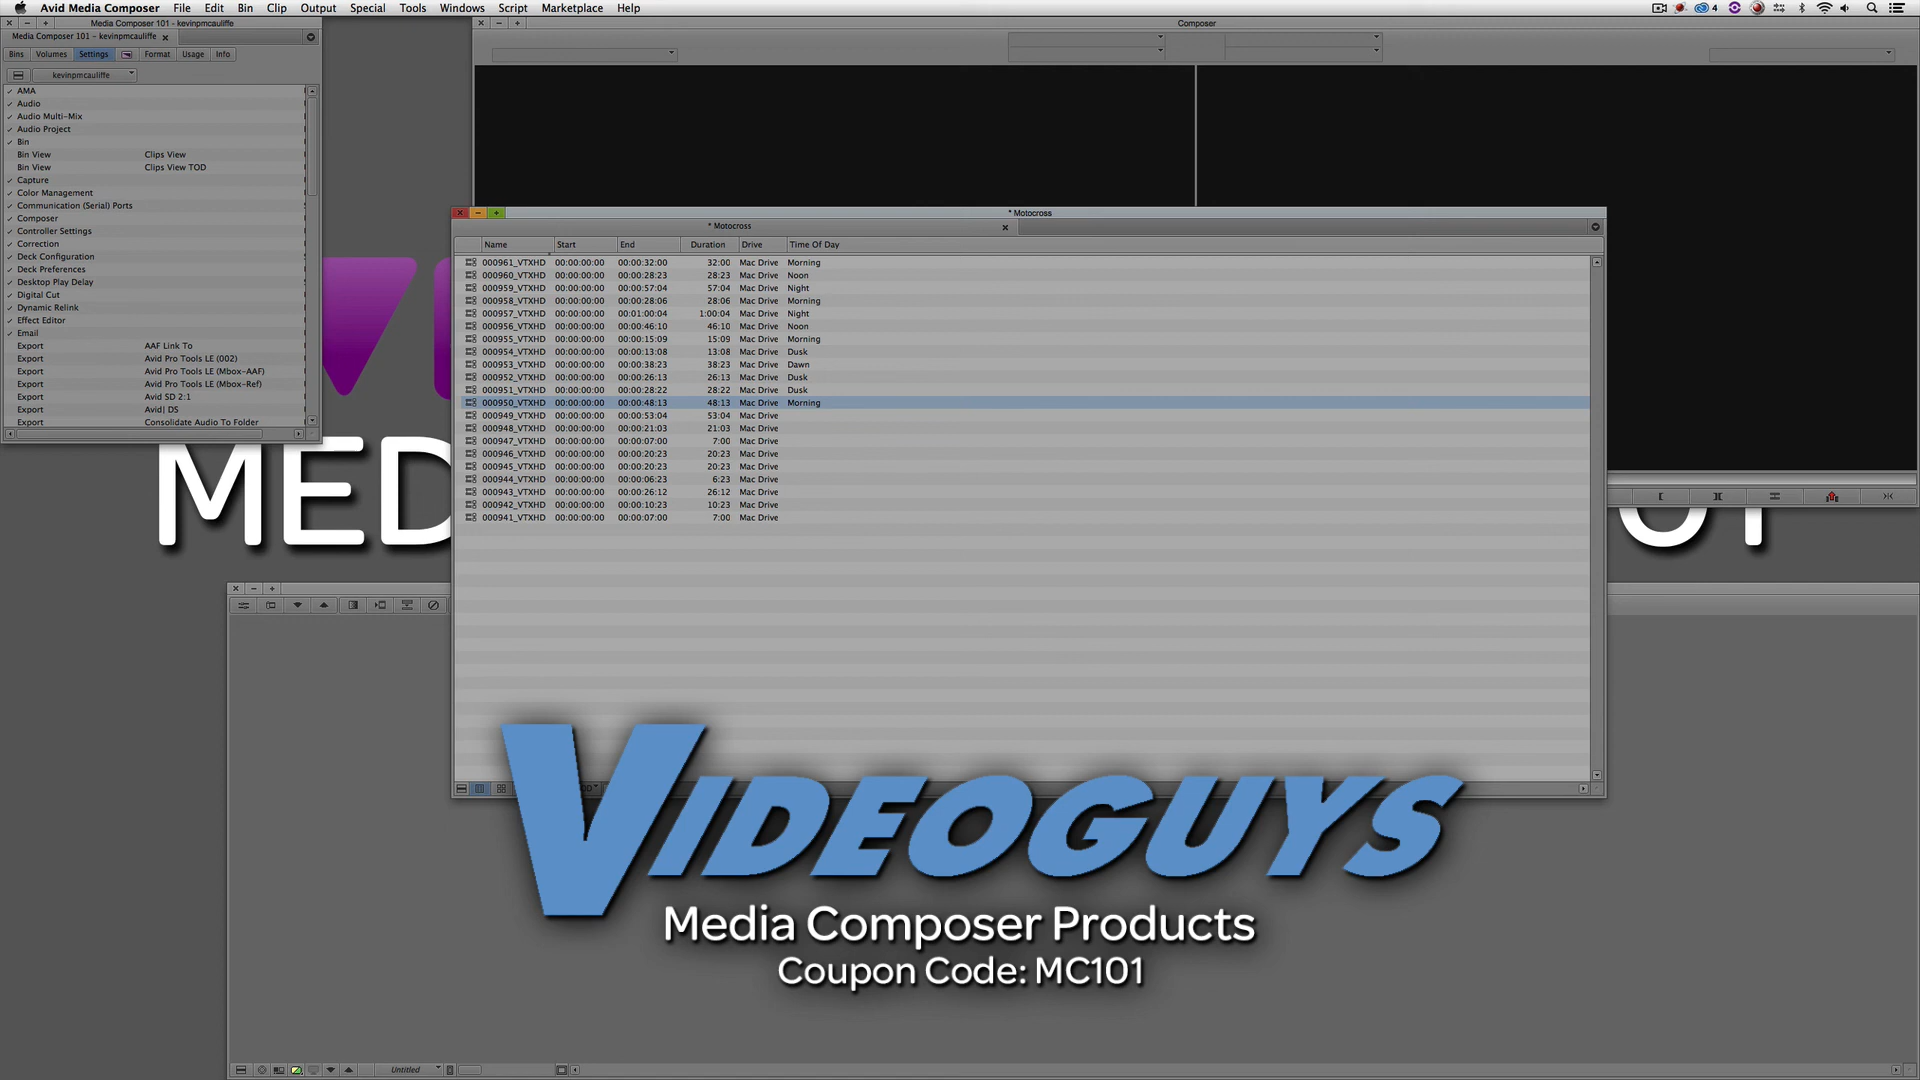 Avid Media Composer File Edit Bin Clip Output Special Tools Windows Script Marketplace Help 4
Media Composer 101 - kevinpmcauliffe
Media Composer 101 - kevinpmcauliffe
Bins Volumes Settings Format Usage Info
kevinpmcauliffe
AMA
Audio
Audio Multi-Mix
Audio Project
Bin
Bin View Clips View
Bin View Clips View TOD
Capture
Color Management
Communication (Serial) Ports
Composer
Controller Settings
Correction
Deck Configuration
Deck Preferences
Desktop Play Delay
Digital Cut
Dynamic Relink
Effect Editor
Email
Export AAF Link To
Export Avid Pro Tools LE (002)
Export Avid Pro Tools LE (Mbox-AAF)
Export Avid Pro Tools LE (Mbox-Ref)
Export Avid SD 2:1
Export Avid| DS
Export Consolidate Audio To Folder
Composer
* Motocross
* Motocross
Name Start End Duration Drive Time Of Day
000961_VTXHD 00:00:00:00 00:00:32:00 32:00 Mac Drive Morning
000960_VTXHD 00:00:00:00 00:00:28:23 28:23 Mac Drive Noon
000959_VTXHD 00:00:00:00 00:00:57:04 57:04 Mac Drive Night
000958_VTXHD 00:00:00:00 00:00:28:06 28:06 Mac Drive Morning
000957_VTXHD 00:00:00:00 00:01:00:04 1:00:04 Mac Drive Night
000956_VTXHD 00:00:00:00 00:00:46:10 46:10 Mac Drive Noon
000955_VTXHD 00:00:00:00 00:00:15:09 15:09 Mac Drive Morning
000954_VTXHD 00:00:00:00 00:00:13:08 13:08 Mac Drive Dusk
000953_VTXHD 00:00:00:00 00:00:38:23 38:23 Mac Drive Dawn
000952_VTXHD 00:00:00:00 00:00:26:13 26:13 Mac Drive Dusk
000951_VTXHD 00:00:00:00 00:00:28:22 28:22 Mac Drive Dusk
000950_VTXHD 00:00:00:00 00:00:48:13 48:13 Mac Drive Morning
000949_VTXHD 00:00:00:00 00:00:53:04 53:04 Mac Drive
000948_VTXHD 00:00:00:00 00:00:21:03 21:03 Mac Drive
000947_VTXHD 00:00:00:00 00:00:07:00 7:00 Mac Drive
000946_VTXHD 00:00:00:00 00:00:20:23 20:23 Mac Drive
000945_VTXHD 00:00:00:00 00:00:20:23 20:23 Mac Drive
000944_VTXHD 00:00:00:00 00:00:06:23 6:23 Mac Drive
000943_VTXHD 00:00:00:00 00:00:26:12 26:12 Mac Drive
000942_VTXHD 00:00:00:00 00:00:10:23 10:23 Mac Drive
000941_VTXHD 00:00:00:00 00:00:07:00 7:00 Mac Drive
MED
VIDEOGUYS
Media Composer Products
Coupon Code: MC101
Untitled